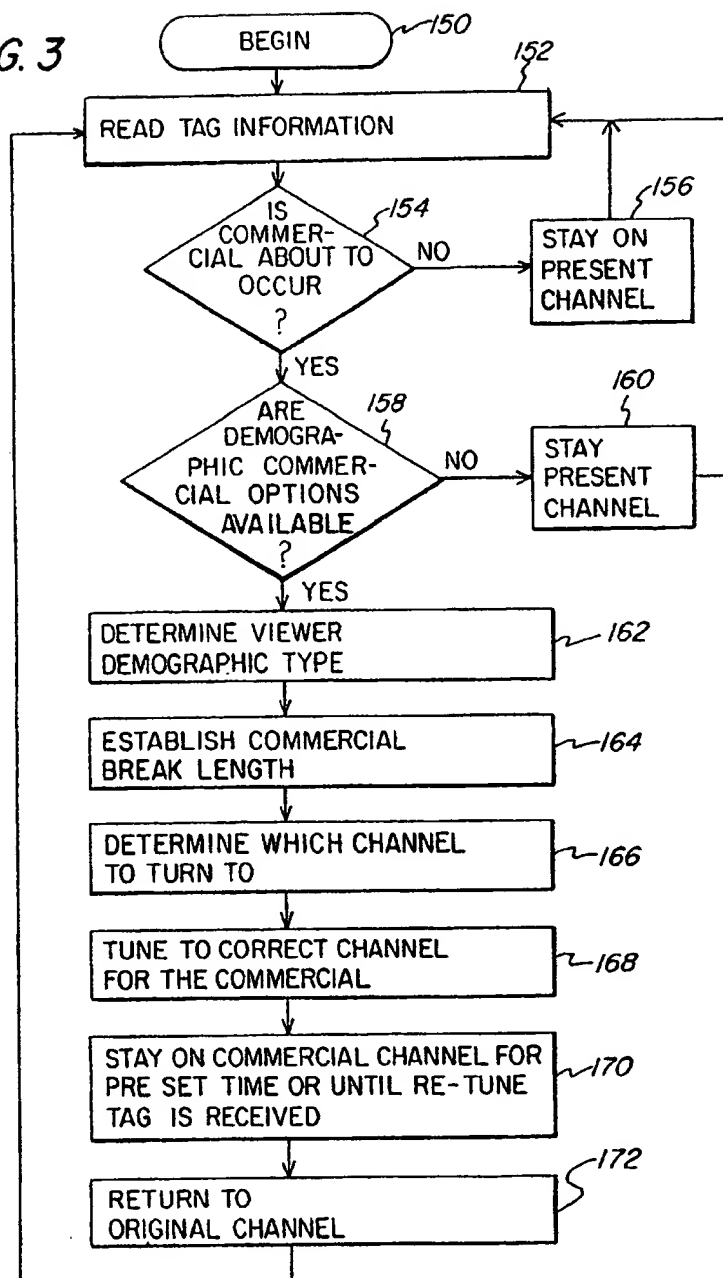 G. 3
BEGIN
150
152
READ TAG INFORMATION
IS
COMMER-
CIAL ABOUT TO
OCCUR
?
154
NO
156
STAY ON
PRESENT
CHANNEL
YES
ARE
DEMOGRA-
PHIC COMMER-
CIAL OPTIONS
AVAILABLE
?
158
NO
160
STAY
PRESENT
CHANNEL
YES
DETERMINE VIEWER
DEMOGRAPHIC TYPE
162
ESTABLISH COMMERCIAL
BREAK LENGTH
164
DETERMINE WHICH CHANNEL
TO TURN TO
166
TUNE TO CORRECT CHANNEL
FOR THE COMMERCIAL
168
STAY ON COMMERCIAL CHANNEL FOR
PRE SET TIME OR UNTIL RE-TUNE
TAG IS RECEIVED
170
RETURN TO
ORIGINAL CHANNEL
172